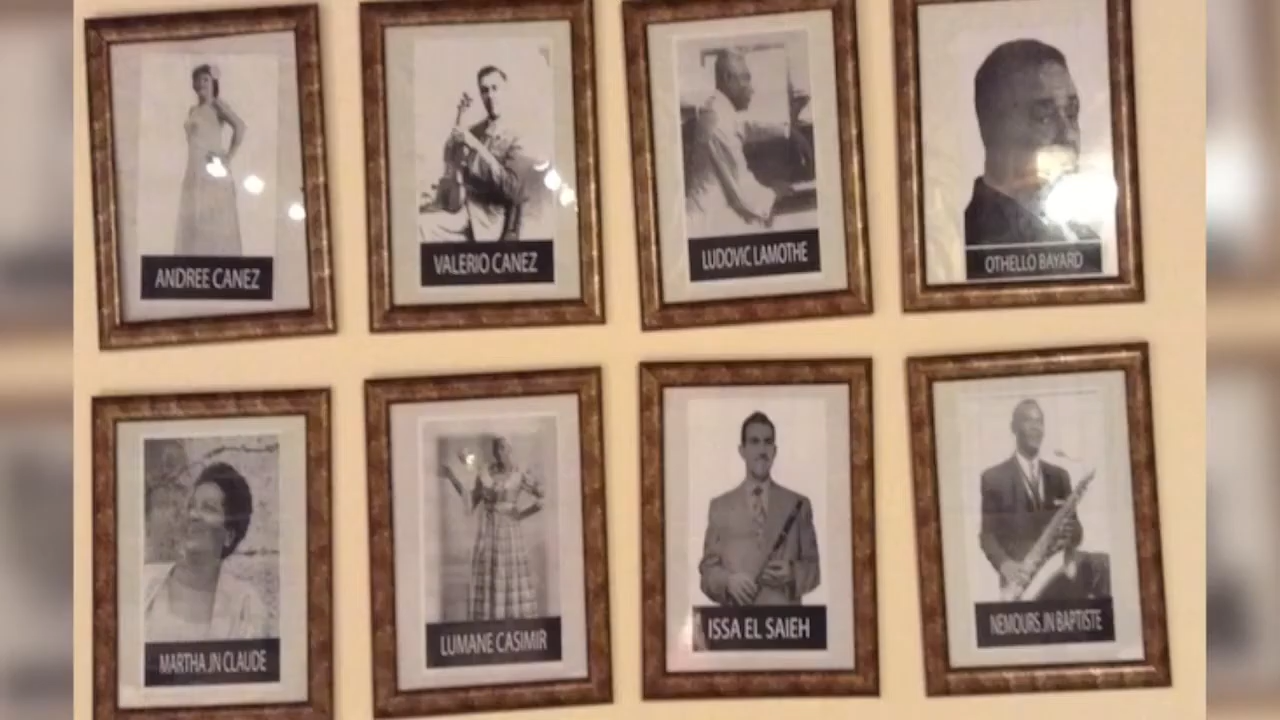 ANDREE CANEZ
VALERIO CANEZ
LUDOVIC LAMOTHE
OTHELLO BAYARD
MARTHA JN CLAUDE
LUMANE CASIMIR
ISSA EL SAIEH
NEMOURS JN BAPTISTE